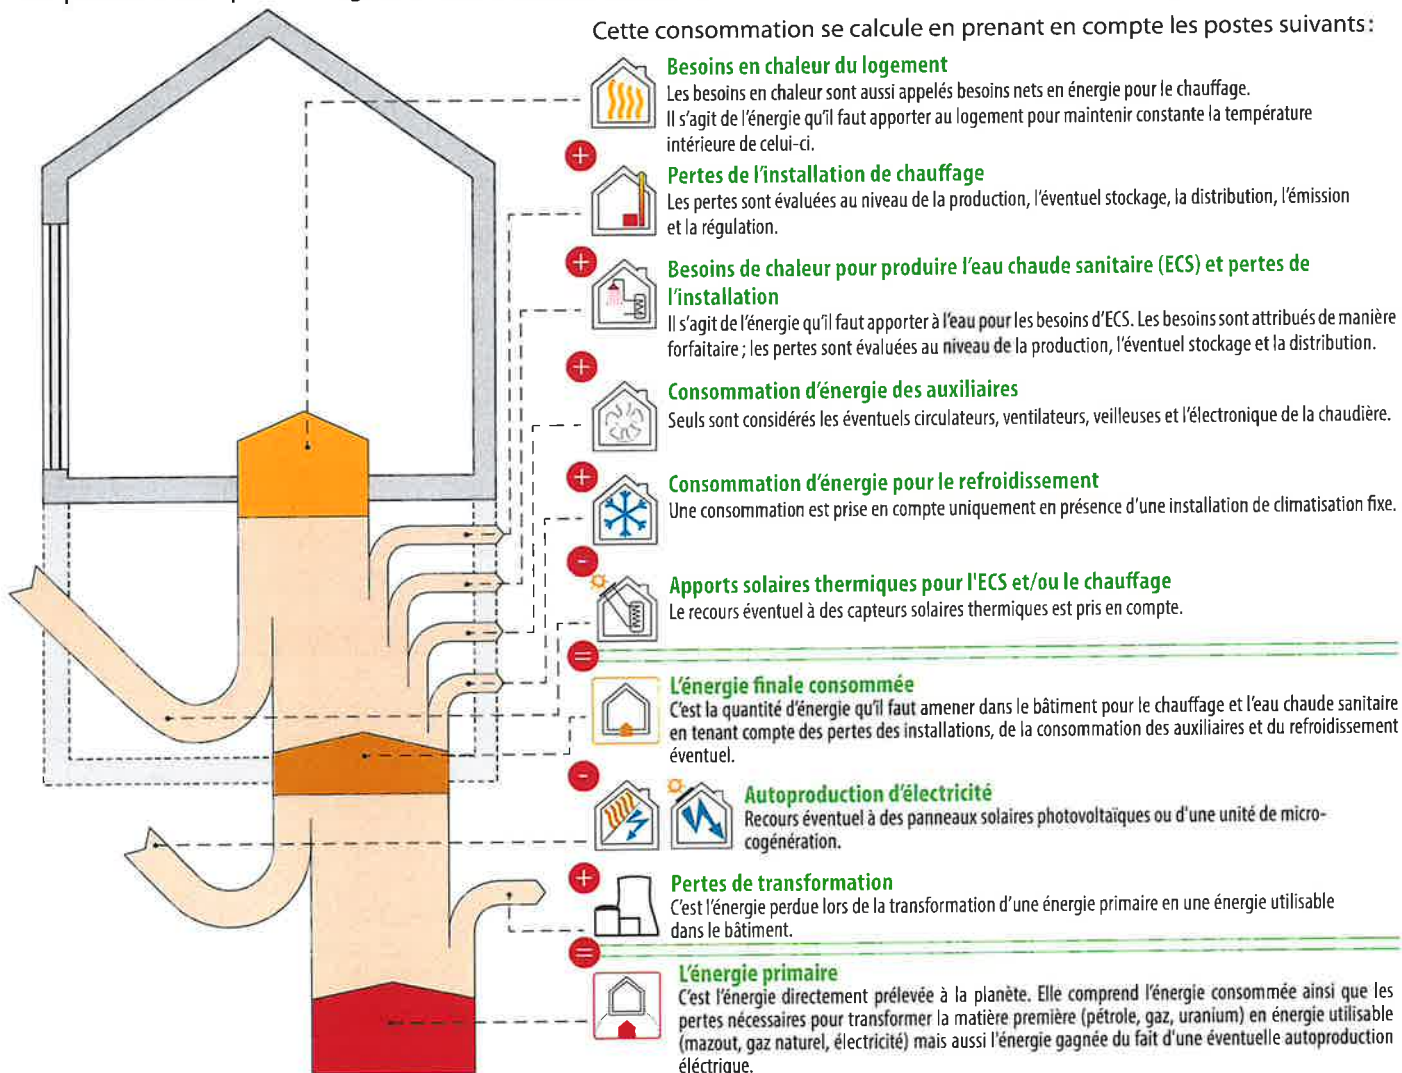 Cette consommation se calcule en prenant en compte les postes suivants :
Besoins en chaleur du logement
Les besoins en chaleur sont aussi appelés besoins nets en énergie pour le chauffage.
Il s'agit de l'énergie qu'il faut apporter au logement pour maintenir constante la température
intérieure de celui-ci.
+
Pertes de l'installation de chauffage
Les pertes sont évaluées au niveau de la production, l'éventuel stockage, la distribution, l'émission
et la régulation.
+
Besoins de chaleur pour produire l'eau chaude sanitaire (ECS) et pertes de
l'installation
Il s'agit de l'énergie qu'il faut apporter à l'eau pour les besoins d'ECS. Les besoins sont attribués de manière
forfaitaire ; les pertes sont évaluées au niveau de la production, l'éventuel stockage et la distribution.
+
Consommation d'énergie des auxiliaires
Seuls sont considérés les éventuels circulateurs, ventilateurs, veilleuses et l'électronique de la chaudière.
+
Consommation d'énergie pour le refroidissement
Une consommation est prise en compte uniquement en présence d'une installation de climatisation fixe.
-
Apports solaires thermiques pour l'ECS et/ou le chauffage
Le recours éventuel à des capteurs solaires thermiques est pris en compte.
=
L'énergie finale consommée
C'est la quantité d'énergie qu'il faut amener dans le bâtiment pour le chauffage et l'eau chaude sanitaire
en tenant compte des pertes des installations, de la consommation des auxiliaires et du refroidissement
éventuel.
-
Autoproduction d'électricité
Recours éventuel à des panneaux solaires photovoltaïques ou d'une unité de micro-
cogénération.
+
Pertes de transformation
C'est l'énergie perdue lors de la transformation d'une énergie primaire en une énergie utilisable
dans le bâtiment.
=
L'énergie primaire
C'est l'énergie directement prélevée à la planète. Elle comprend l'énergie consommée ainsi que les
pertes nécessaires pour transformer la matière première (pétrole, gaz, uranium) en énergie utilisable
(mazout, gaz naturel, électricité) mais aussi l'énergie gagnée du fait d'une éventuelle autoproduction
éléctrique.